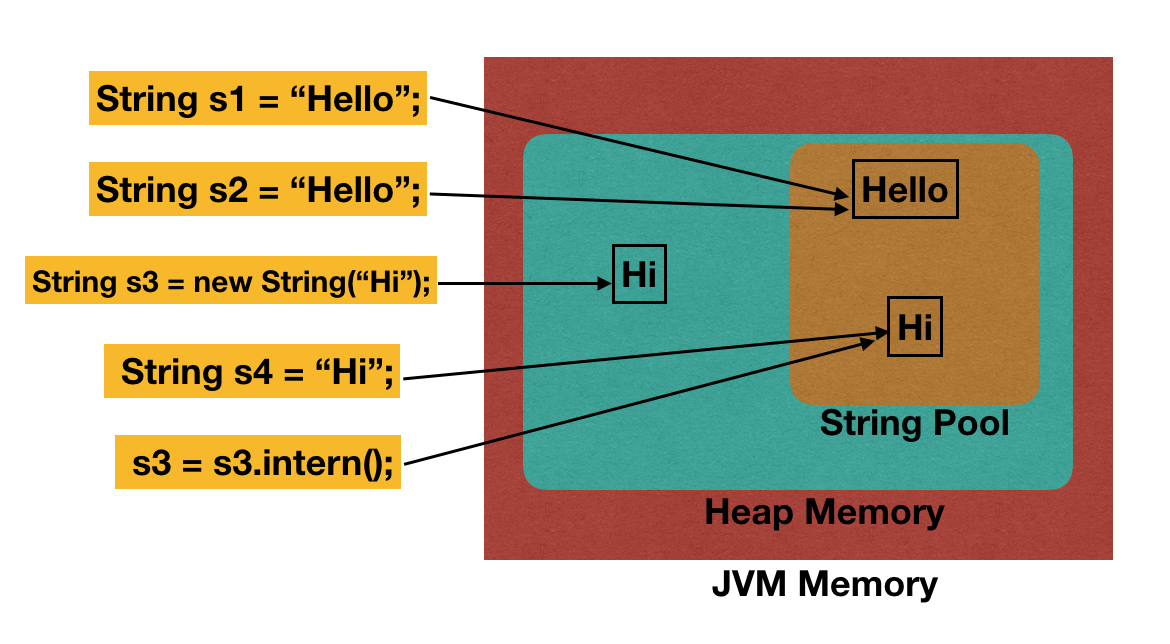 String s1 = “Hello”;
String s2 = “Hello”;
String s3 = new String(“Hi”);
String s4 = “Hi”;
s3 = s3.intern();
Hello
Hi
Hi
String Pool
Heap Memory
JVM Memory